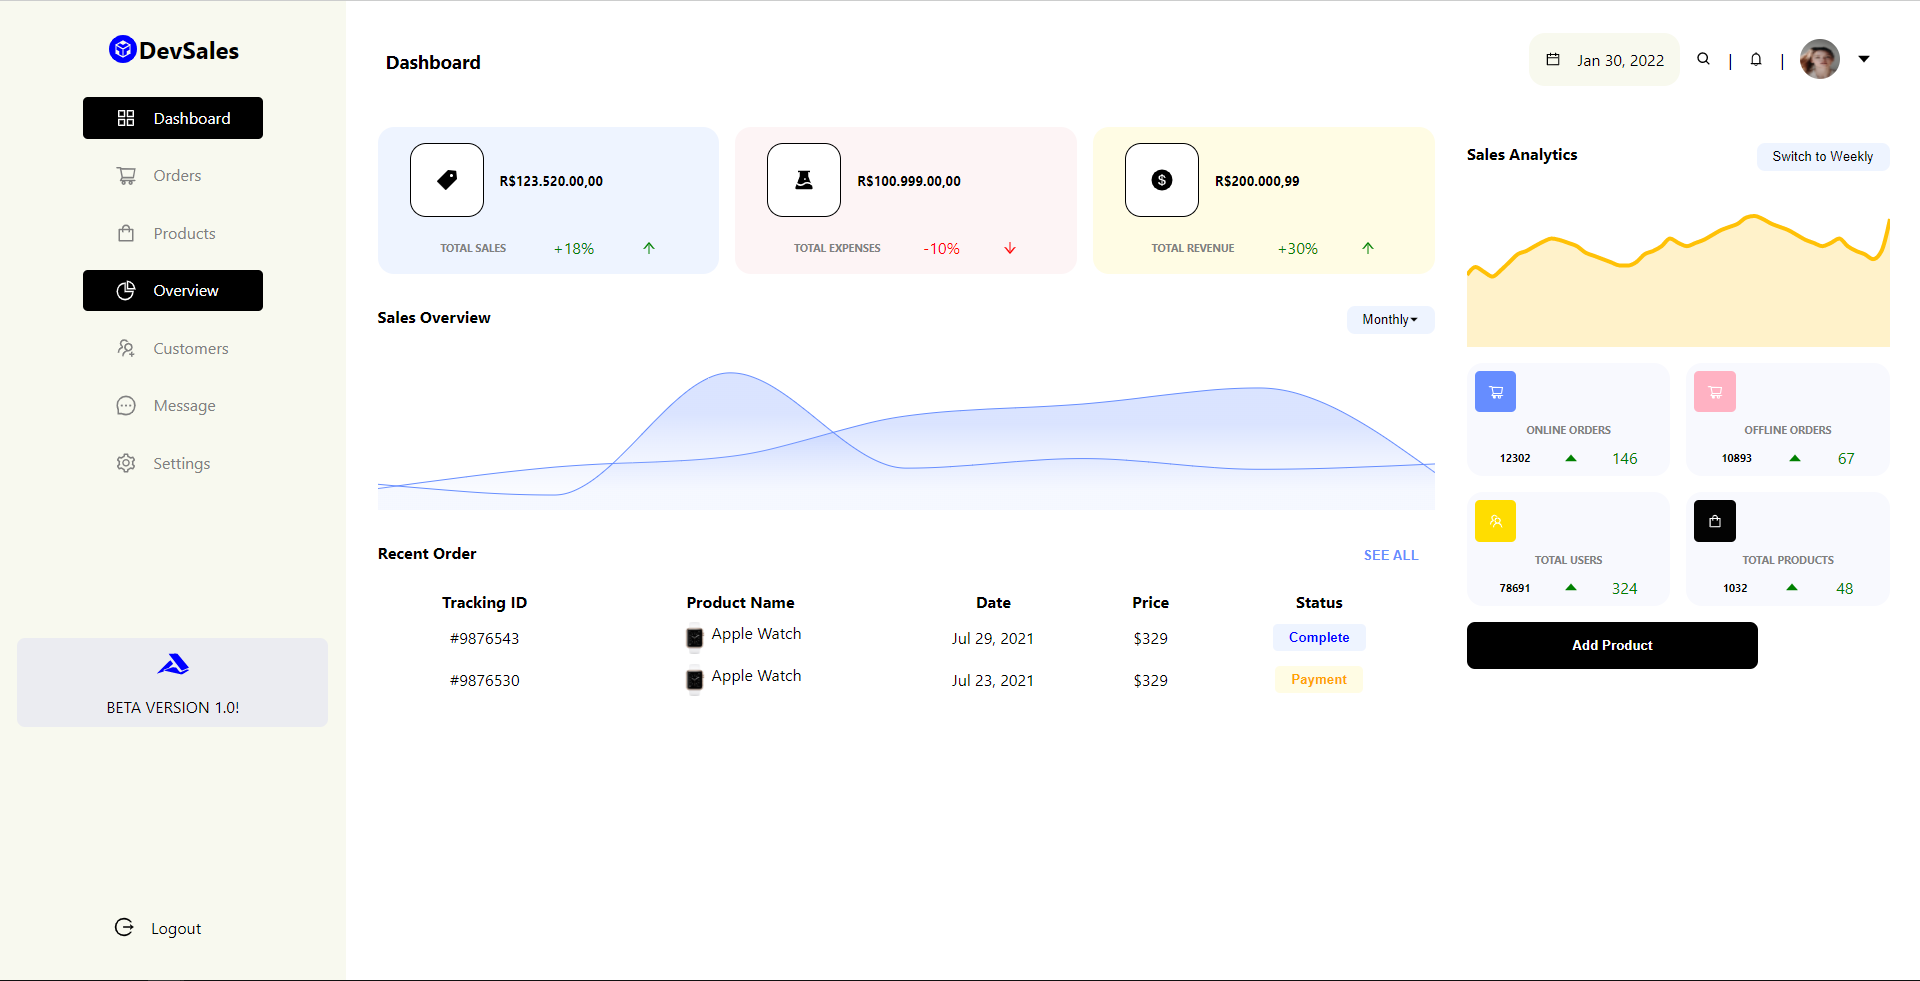 DevSales
Dashboard
Orders
Products
Overview
Customers
Message
Settings
BETA VERSION 1.0!
Logout
Dashboard
Jan 30, 2022
|
|
R$123.520.00,00
TOTAL SALES +18%
R$100.999.00,00
TOTAL EXPENSES -10%
$
R$200.000,99
TOTAL REVENUE +30%
Sales Overview
Monthly
Recent Order
SEE ALL
Tracking ID Product Name Date Price Status
#9876543 Apple Watch Jul 29, 2021 $329 Complete
#9876530 Apple Watch Jul 23, 2021 $329 Payment
Sales Analytics
Switch to Weekly
ONLINE ORDERS
12302 146
OFFLINE ORDERS
10893 67
TOTAL USERS
78691 324
TOTAL PRODUCTS
1032 48
Add Product